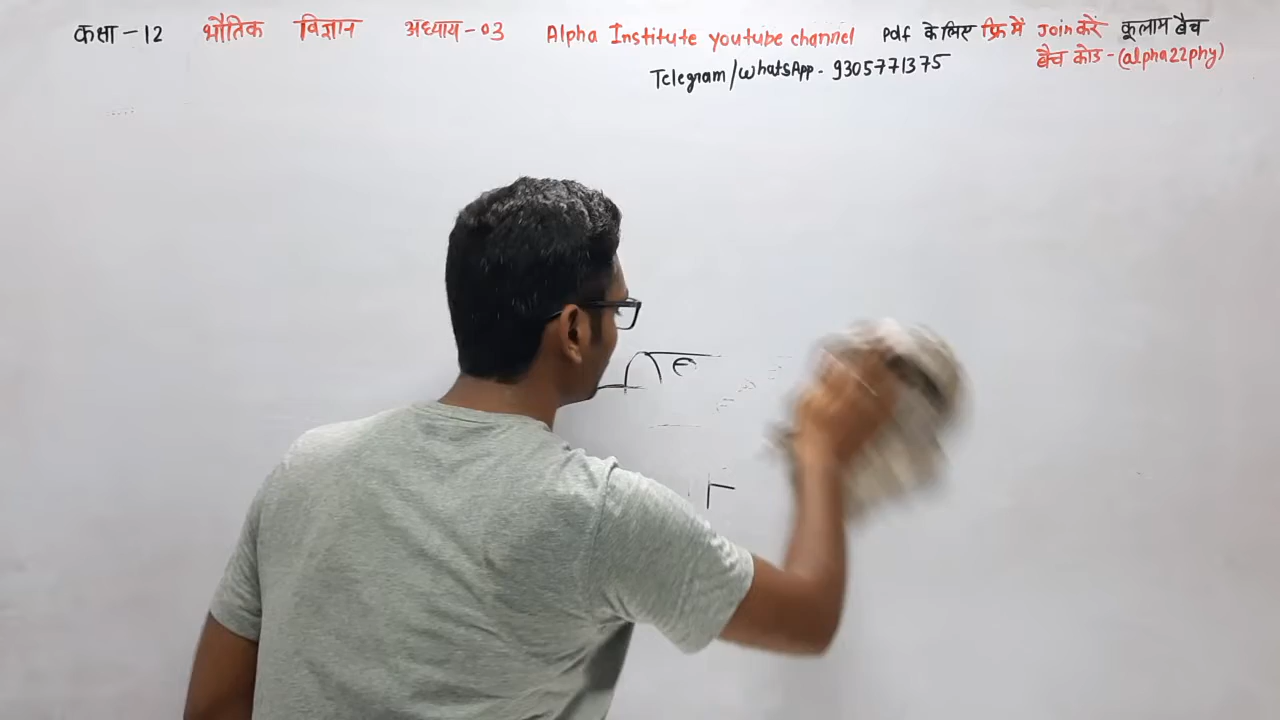 कक्षा - 12 भौतिक विज्ञान अध्याय - 03 Alpha Institute youtube channel Pdf के लिए फ्रि में Join करें कूलाम बैच
Telegram/whatsApp - 9305771375 बैच कोड - (alpha22phy)